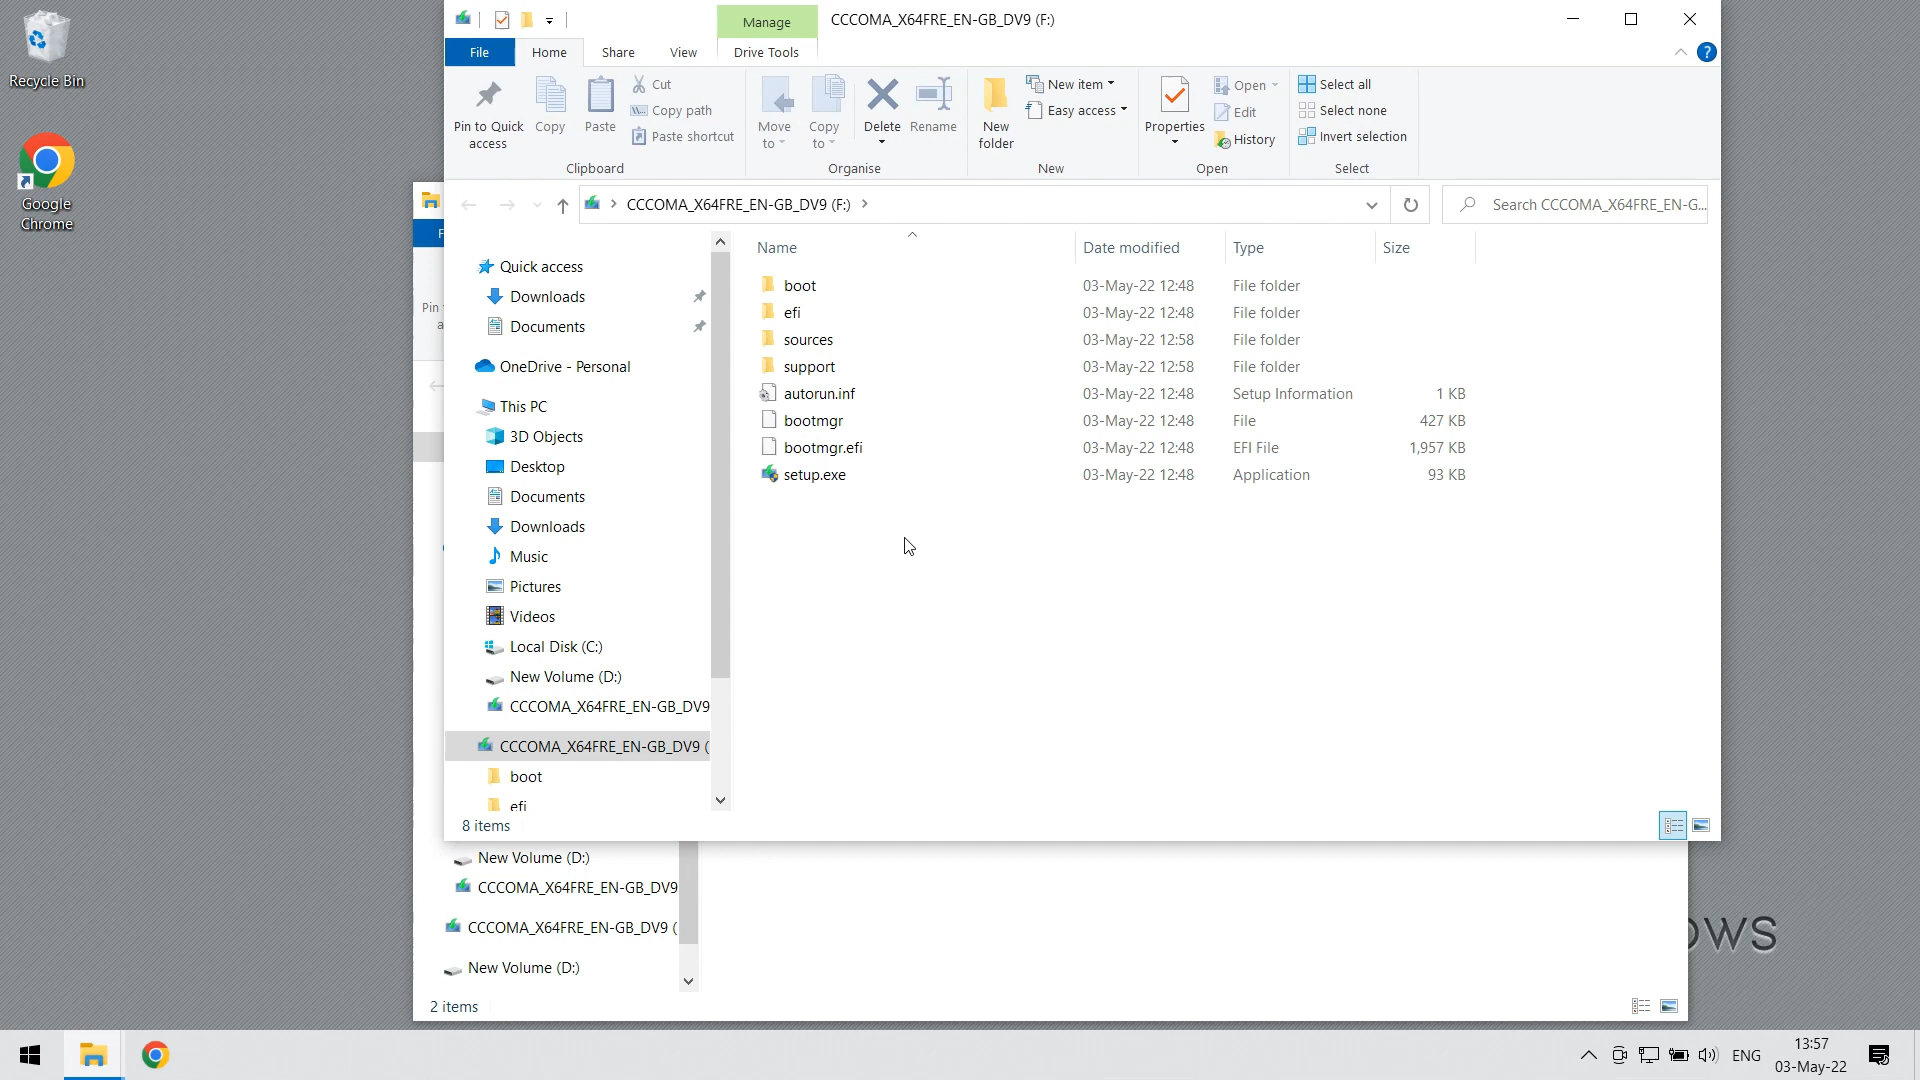 Recycle Bin
Google
Chrome
Manage
CCCOMA_X64FRE_EN-GB_DV9 (F:)
File
Home
Share
View
Drive Tools
Pin to Quick
access
Copy
Paste
Cut
Copy path
Paste shortcut
Clipboard
Move
to
Copy
to
Delete
Rename
Organise
New
folder
New item
Easy access
New
Properties
Open
Edit
History
Open
Select all
Select none
Invert selection
Select
CCCOMA_X64FRE_EN-GB_DV9 (F:)
Search CCCOMA_X64FRE_EN-G...
Name
Date modified
Type
Size
boot 03-May-22 12:48 File folder
efi 03-May-22 12:48 File folder
sources 03-May-22 12:58 File folder
support 03-May-22 12:58 File folder
autorun.inf 03-May-22 12:48 Setup Information 1 KB
bootmgr 03-May-22 12:48 File 427 KB
bootmgr.efi 03-May-22 12:48 EFI File 1,957 KB
setup.exe 03-May-22 12:48 Application 93 KB
Quick access
Downloads
Documents
OneDrive - Personal
This PC
3D Objects
Desktop
Documents
Downloads
Music
Pictures
Videos
Local Disk (C:)
New Volume (D:)
CCCOMA_X64FRE_EN-GB_DV9
CCCOMA_X64FRE_EN-GB_DV9 (
boot
efi
8 items
Pin
New Volume (D:)
CCCOMA_X64FRE_EN-GB_DV9
CCCOMA_X64FRE_EN-GB_DV9 (
New Volume (D:)
2 items
ows
ENG
13:57
03-May-22